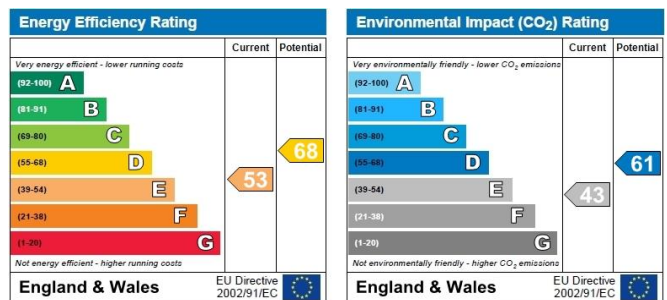 Energy Efficiency Rating
Current Potential
Very energy efficient - lower running costs
(92-100) A
(81-91) B
(69-80) C
(55-68) D
(39-54) E
(21-38) F
(1-20) G
53
68
Not energy efficient - higher running costs
England & Wales
EU Directive
2002/91/EC
Environmental Impact (CO2) Rating
Current Potential
Very environmentally friendly - lower CO2 emissions
(92-100) A
(81-91) B
(69-80) C
(55-68) D
(39-54) E
(21-38) F
(1-20) G
43
61
Not environmentally friendly - higher CO2 emissions
England & Wales
EU Directive
2002/91/EC